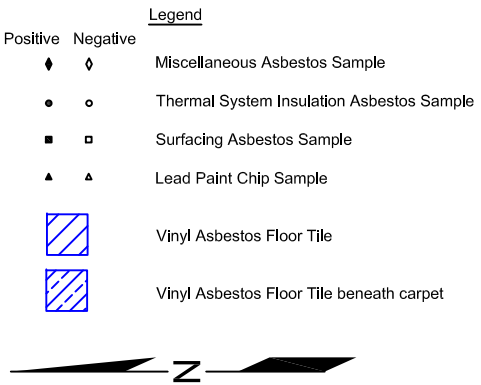 Legend
Positive Negative
Miscellaneous Asbestos Sample
Thermal System Insulation Asbestos Sample
Surfacing Asbestos Sample
Lead Paint Chip Sample
Vinyl Asbestos Floor Tile
Vinyl Asbestos Floor Tile beneath carpet
N